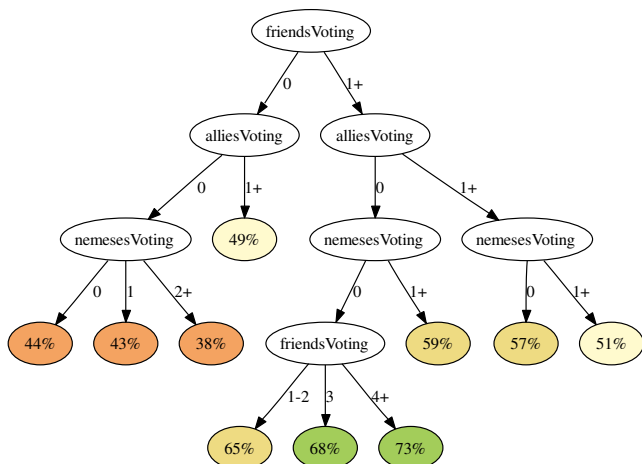 friendsVoting
0 1+
alliesVoting alliesVoting
0 1+ 0 1+
nemesesVoting 49% nemesesVoting nemesesVoting
0 1 2+ 0 1+ 0 1+
44% 43% 38% friendsVoting 59% 57% 51%
1-2 3 4+
65% 68% 73%